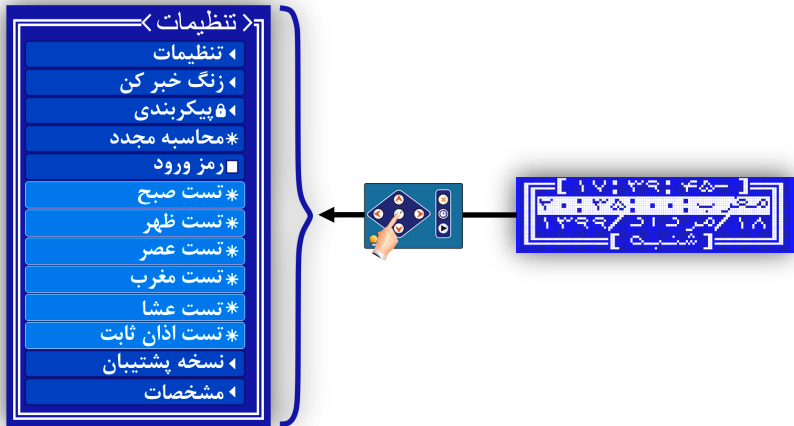 تنظیمات
تنظیمات
زنگ خبر کن
پیکربندی
محاسبه مجدد
رمز ورود
تست صبح
تست ظهر
تست عصر
تست مغرب
تست عشا
تست اذان ثابت
نسخه پشتیبان
مشخصات
[ ۱۷:۳۹:۴۵- ]
مغرب:۲۰:۳۵:۰۰
۱۸/مرداد/۱۳۹۹
[ شنبه ]